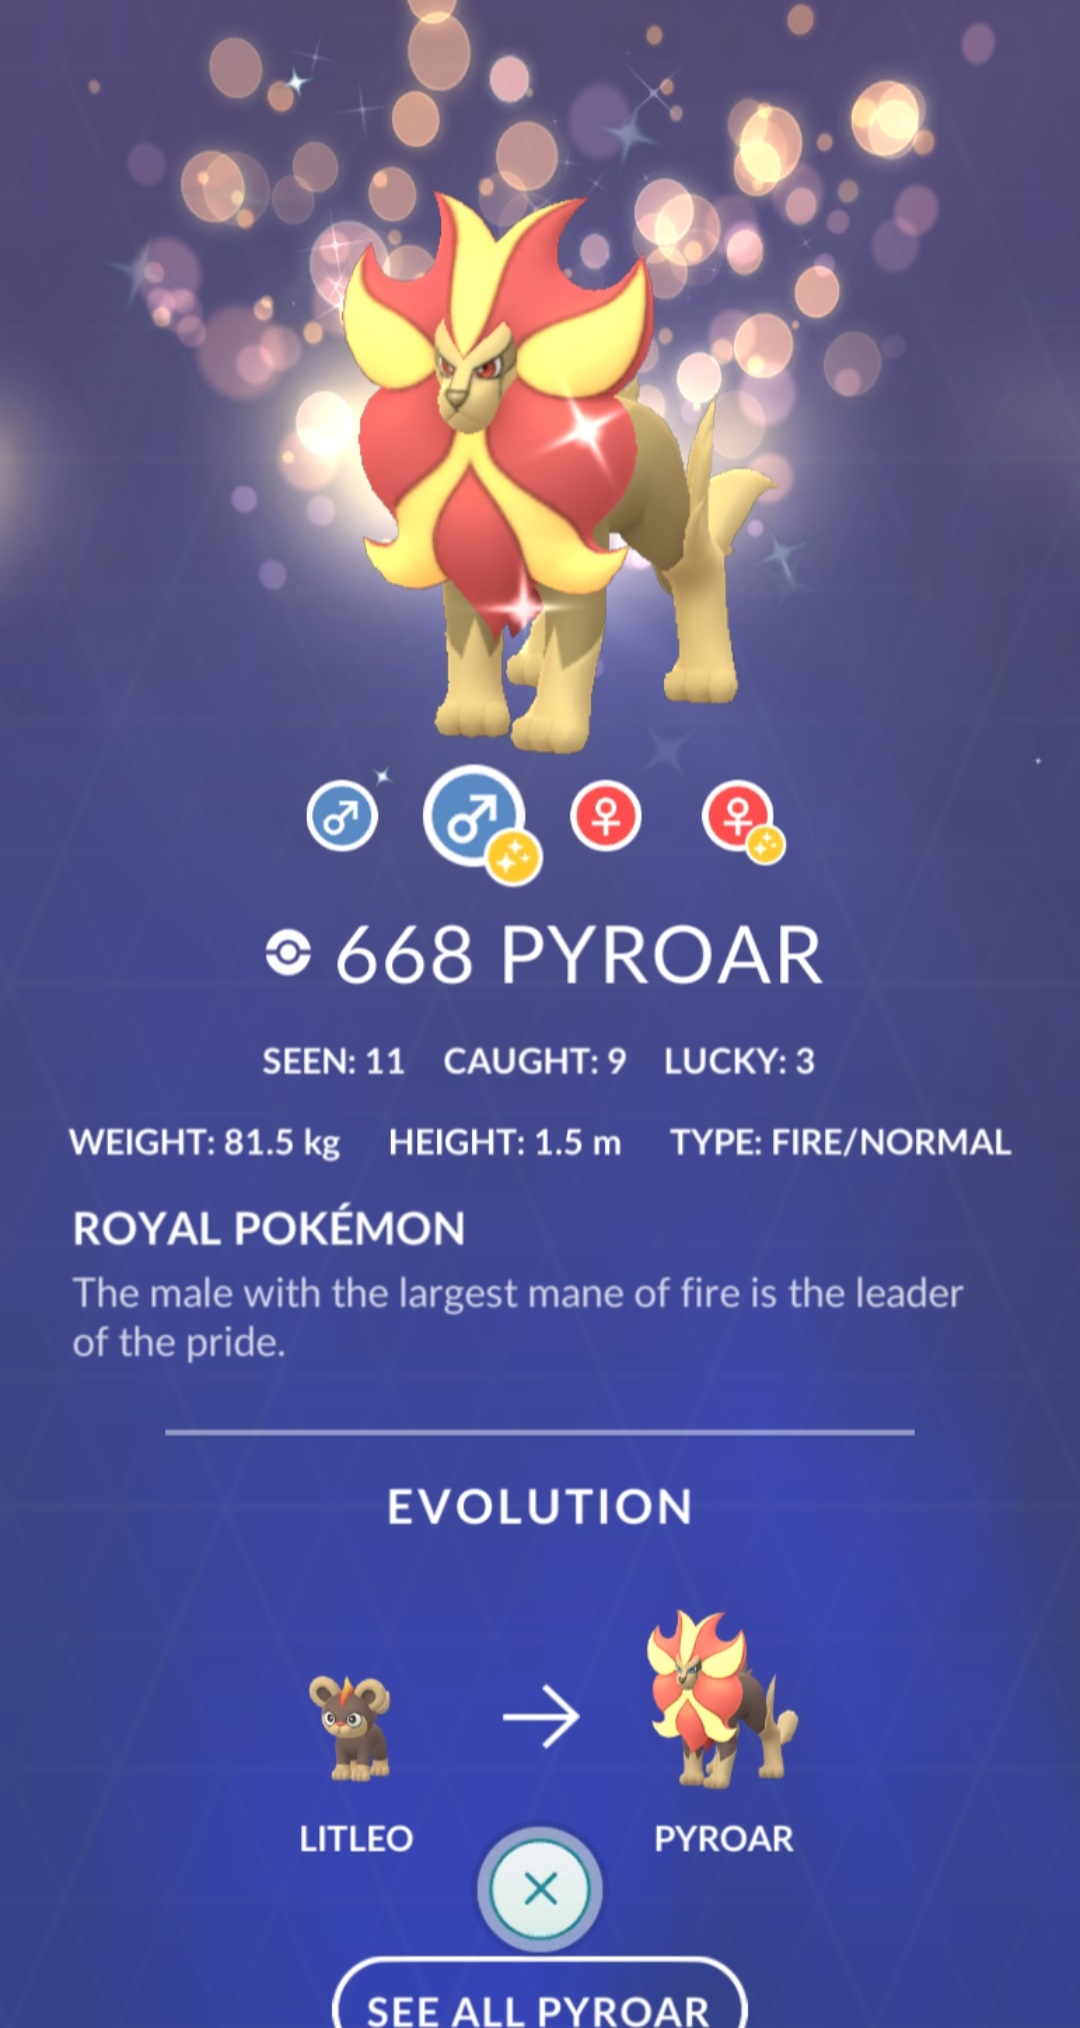 668 PYROAR
SEEN: 11 CAUGHT: 9 LUCKY: 3
WEIGHT: 81.5 kg HEIGHT: 1.5 m TYPE: FIRE/NORMAL
ROYAL POKÉMON
The male with the largest mane of fire is the leader
of the pride.
EVOLUTION
LITLEO PYROAR
SEE ALL PYROAR